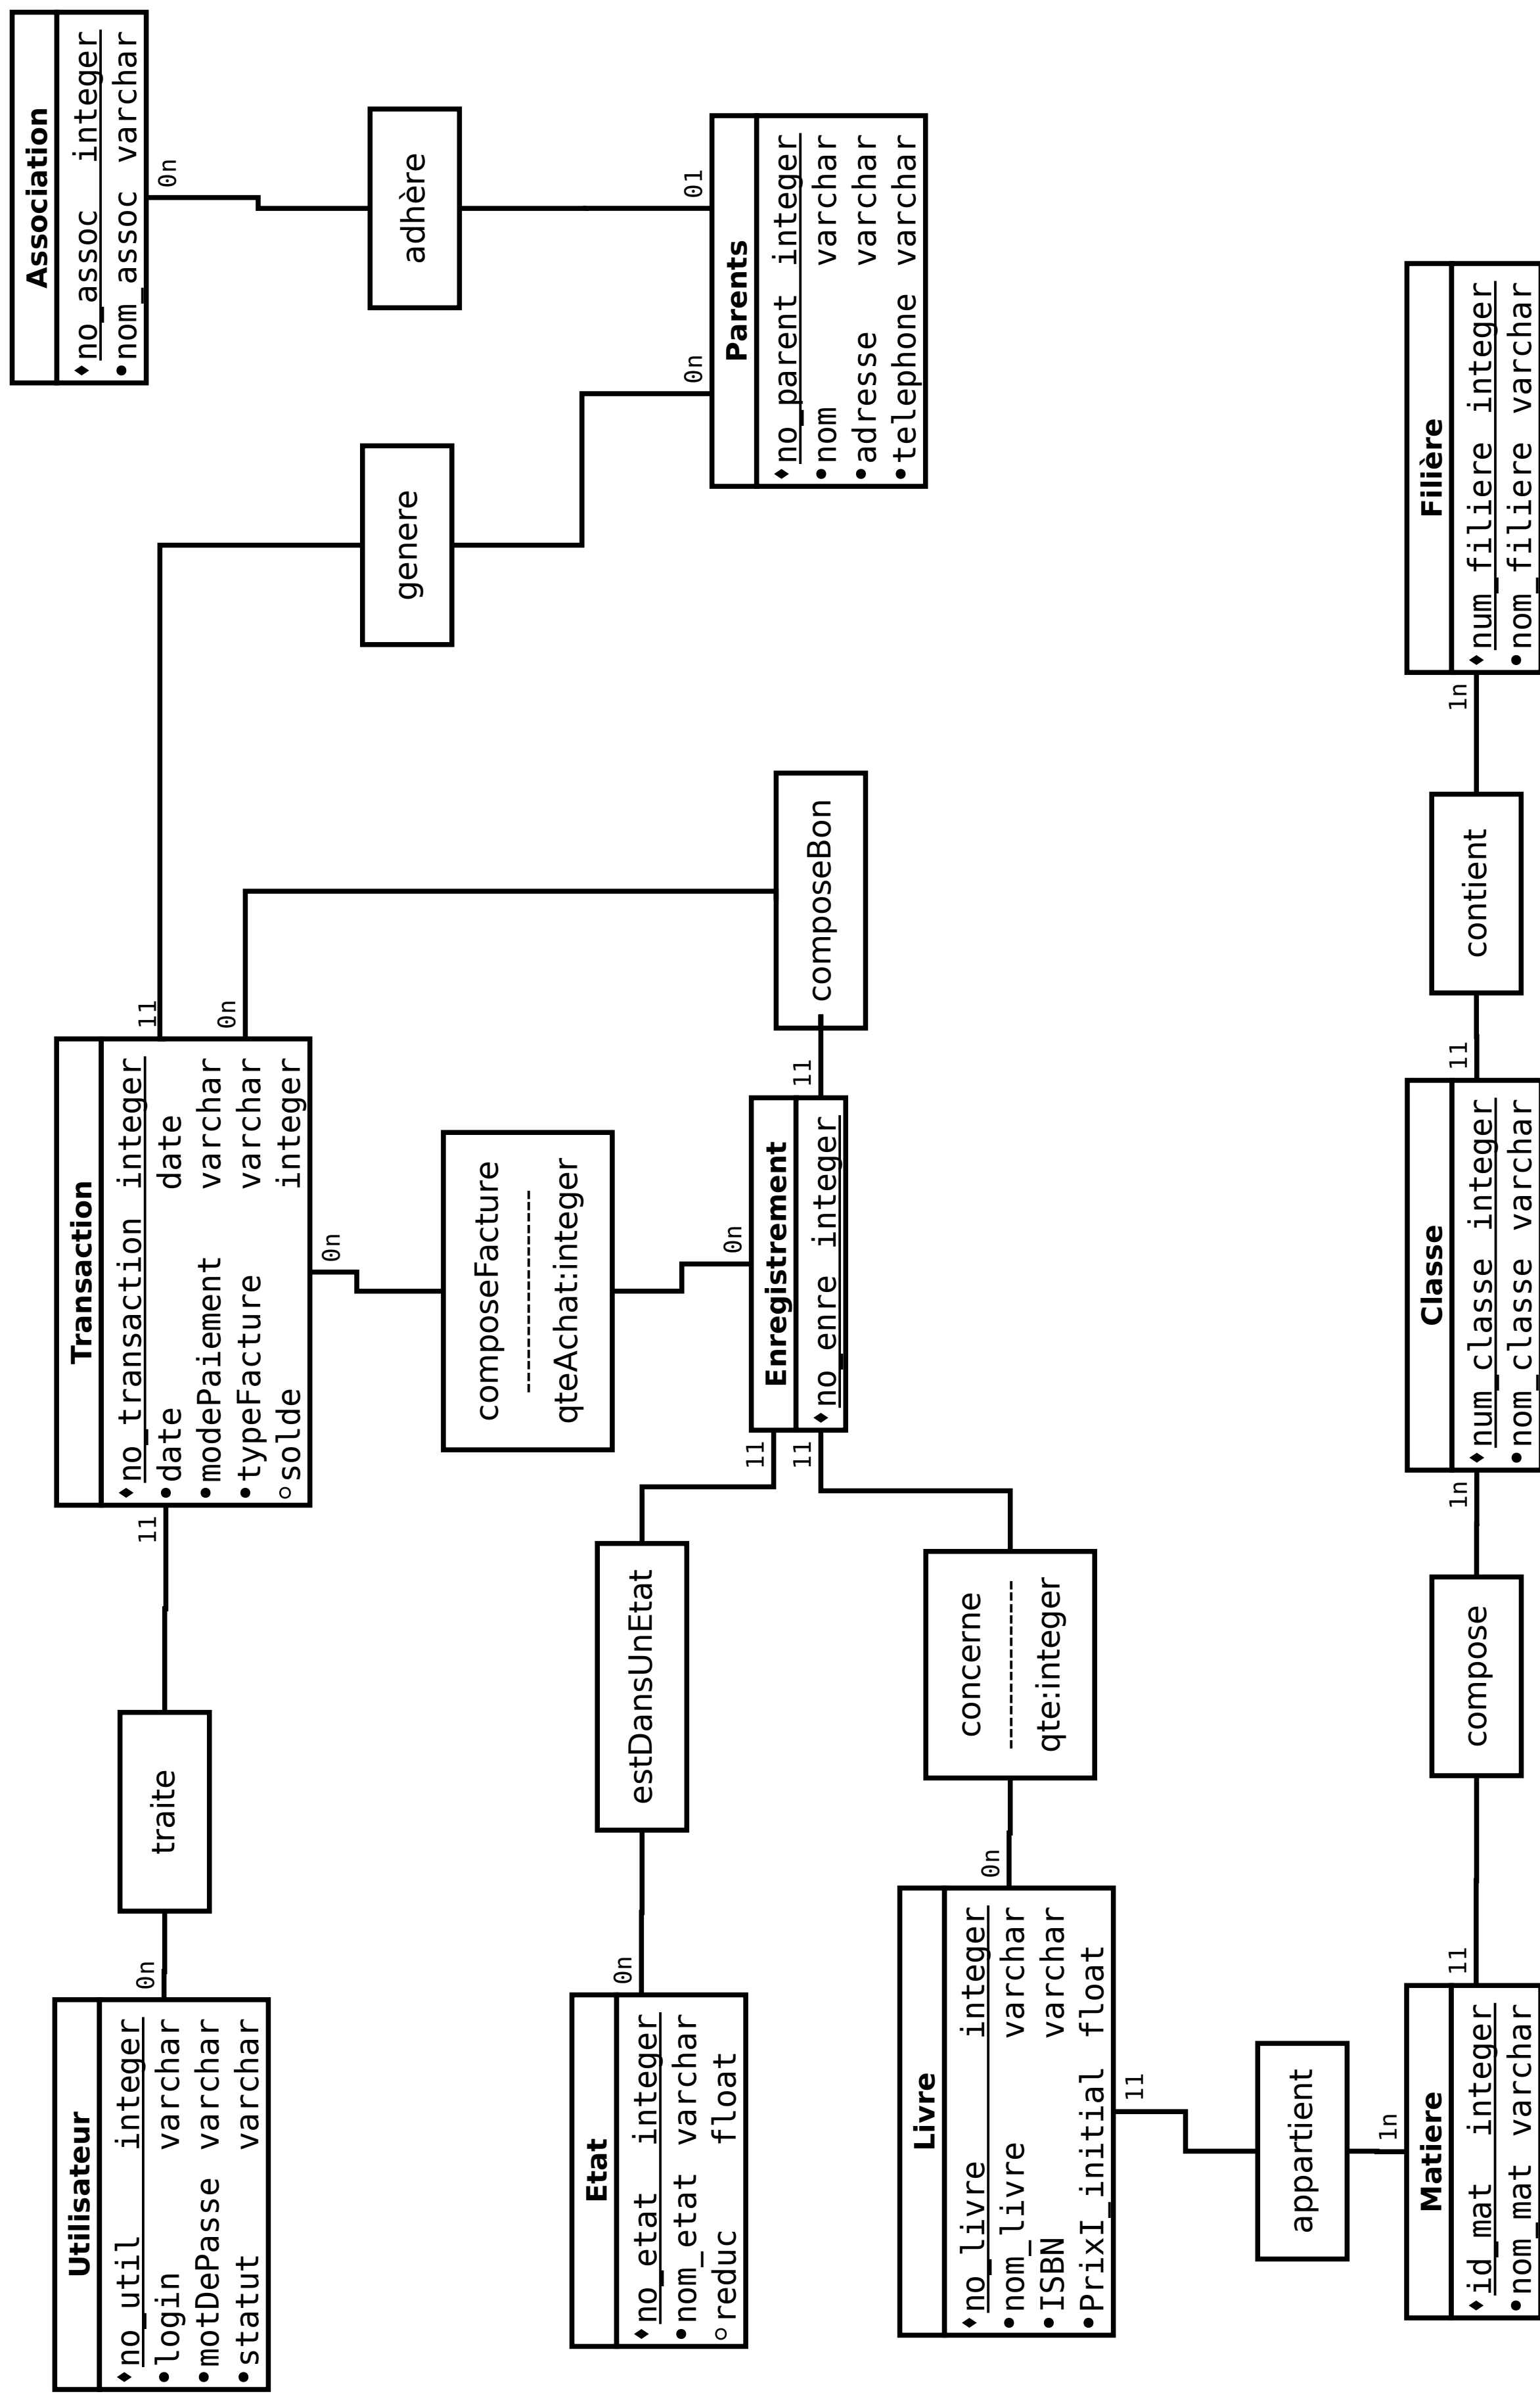 Utilisateur
no_util integer
login varchar
motDePasse varchar
statut varchar
0n
traite
11
Transaction
no_transaction integer
date date
modePaiement varchar
typeFacture varchar
solde integer
11
0n
0n
genere
Association
no_assoc integer
nom_assoc varchar
0n
adhère
01
0n
Parents
no_parent integer
nom varchar
adresse varchar
telephone varchar
composeFacture
qteAchat:integer
0n
composeBon
11
Enregistrement
no_enre integer
11
11
estDansUnEtat
0n
Etat
no_etat integer
nom_etat varchar
reduc float
concerne
qte:integer
0n
Livre
no_livre integer
nom_livre varchar
ISBN varchar
PrixI_initial float
11
appartient
1n
Matiere
id_mat integer
nom_mat varchar
11
compose
1n
Classe
num_classe integer
nom_classe varchar
11
contient
1n
Filière
num_filiere integer
nom_filiere varchar